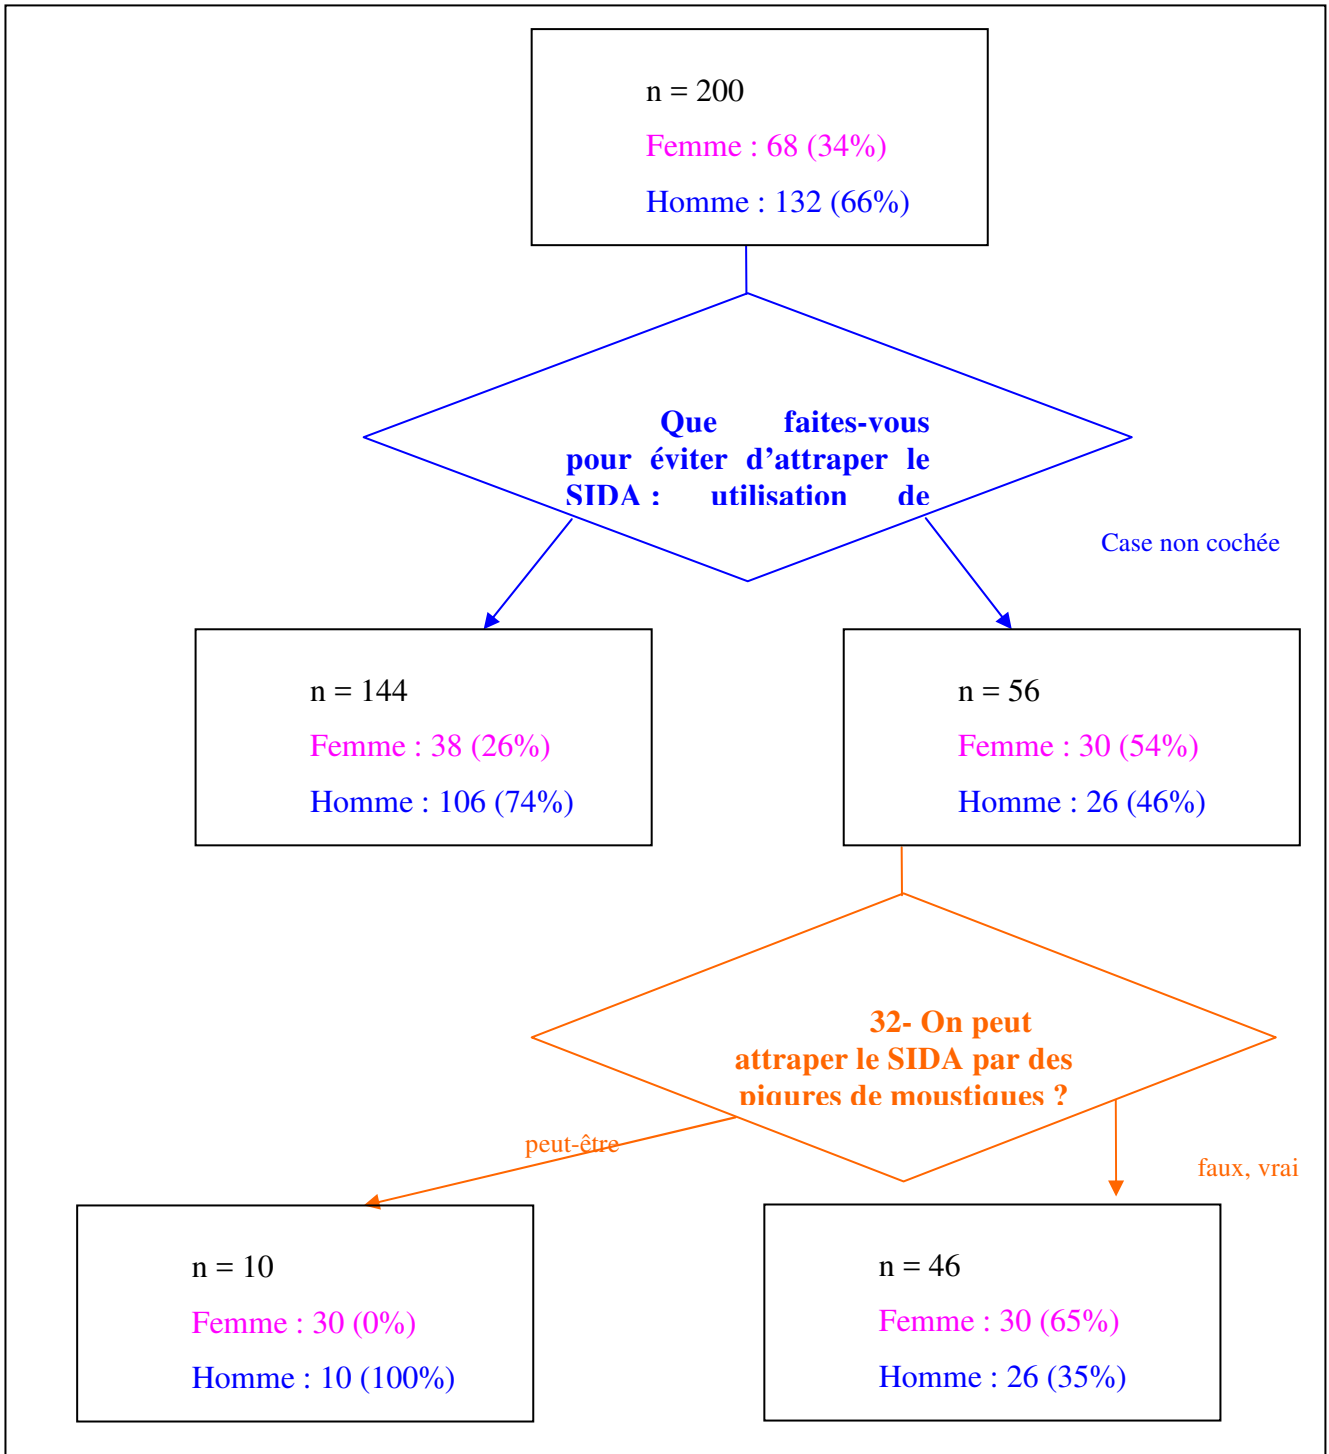 n = 200
Femme : 68 (34%)
Homme : 132 (66%)
Que faites-vous
pour éviter d'attraper le
SIDA : utilisation de
Case non cochée
n = 144
Femme : 38 (26%)
Homme : 106 (74%)
n = 56
Femme : 30 (54%)
Homme : 26 (46%)
32- On peut
attraper le SIDA par des
piqures de moustiques ?
peut-être
faux, vrai
n = 10
Femme : 30 (0%)
Homme : 10 (100%)
n = 46
Femme : 30 (65%)
Homme : 26 (35%)